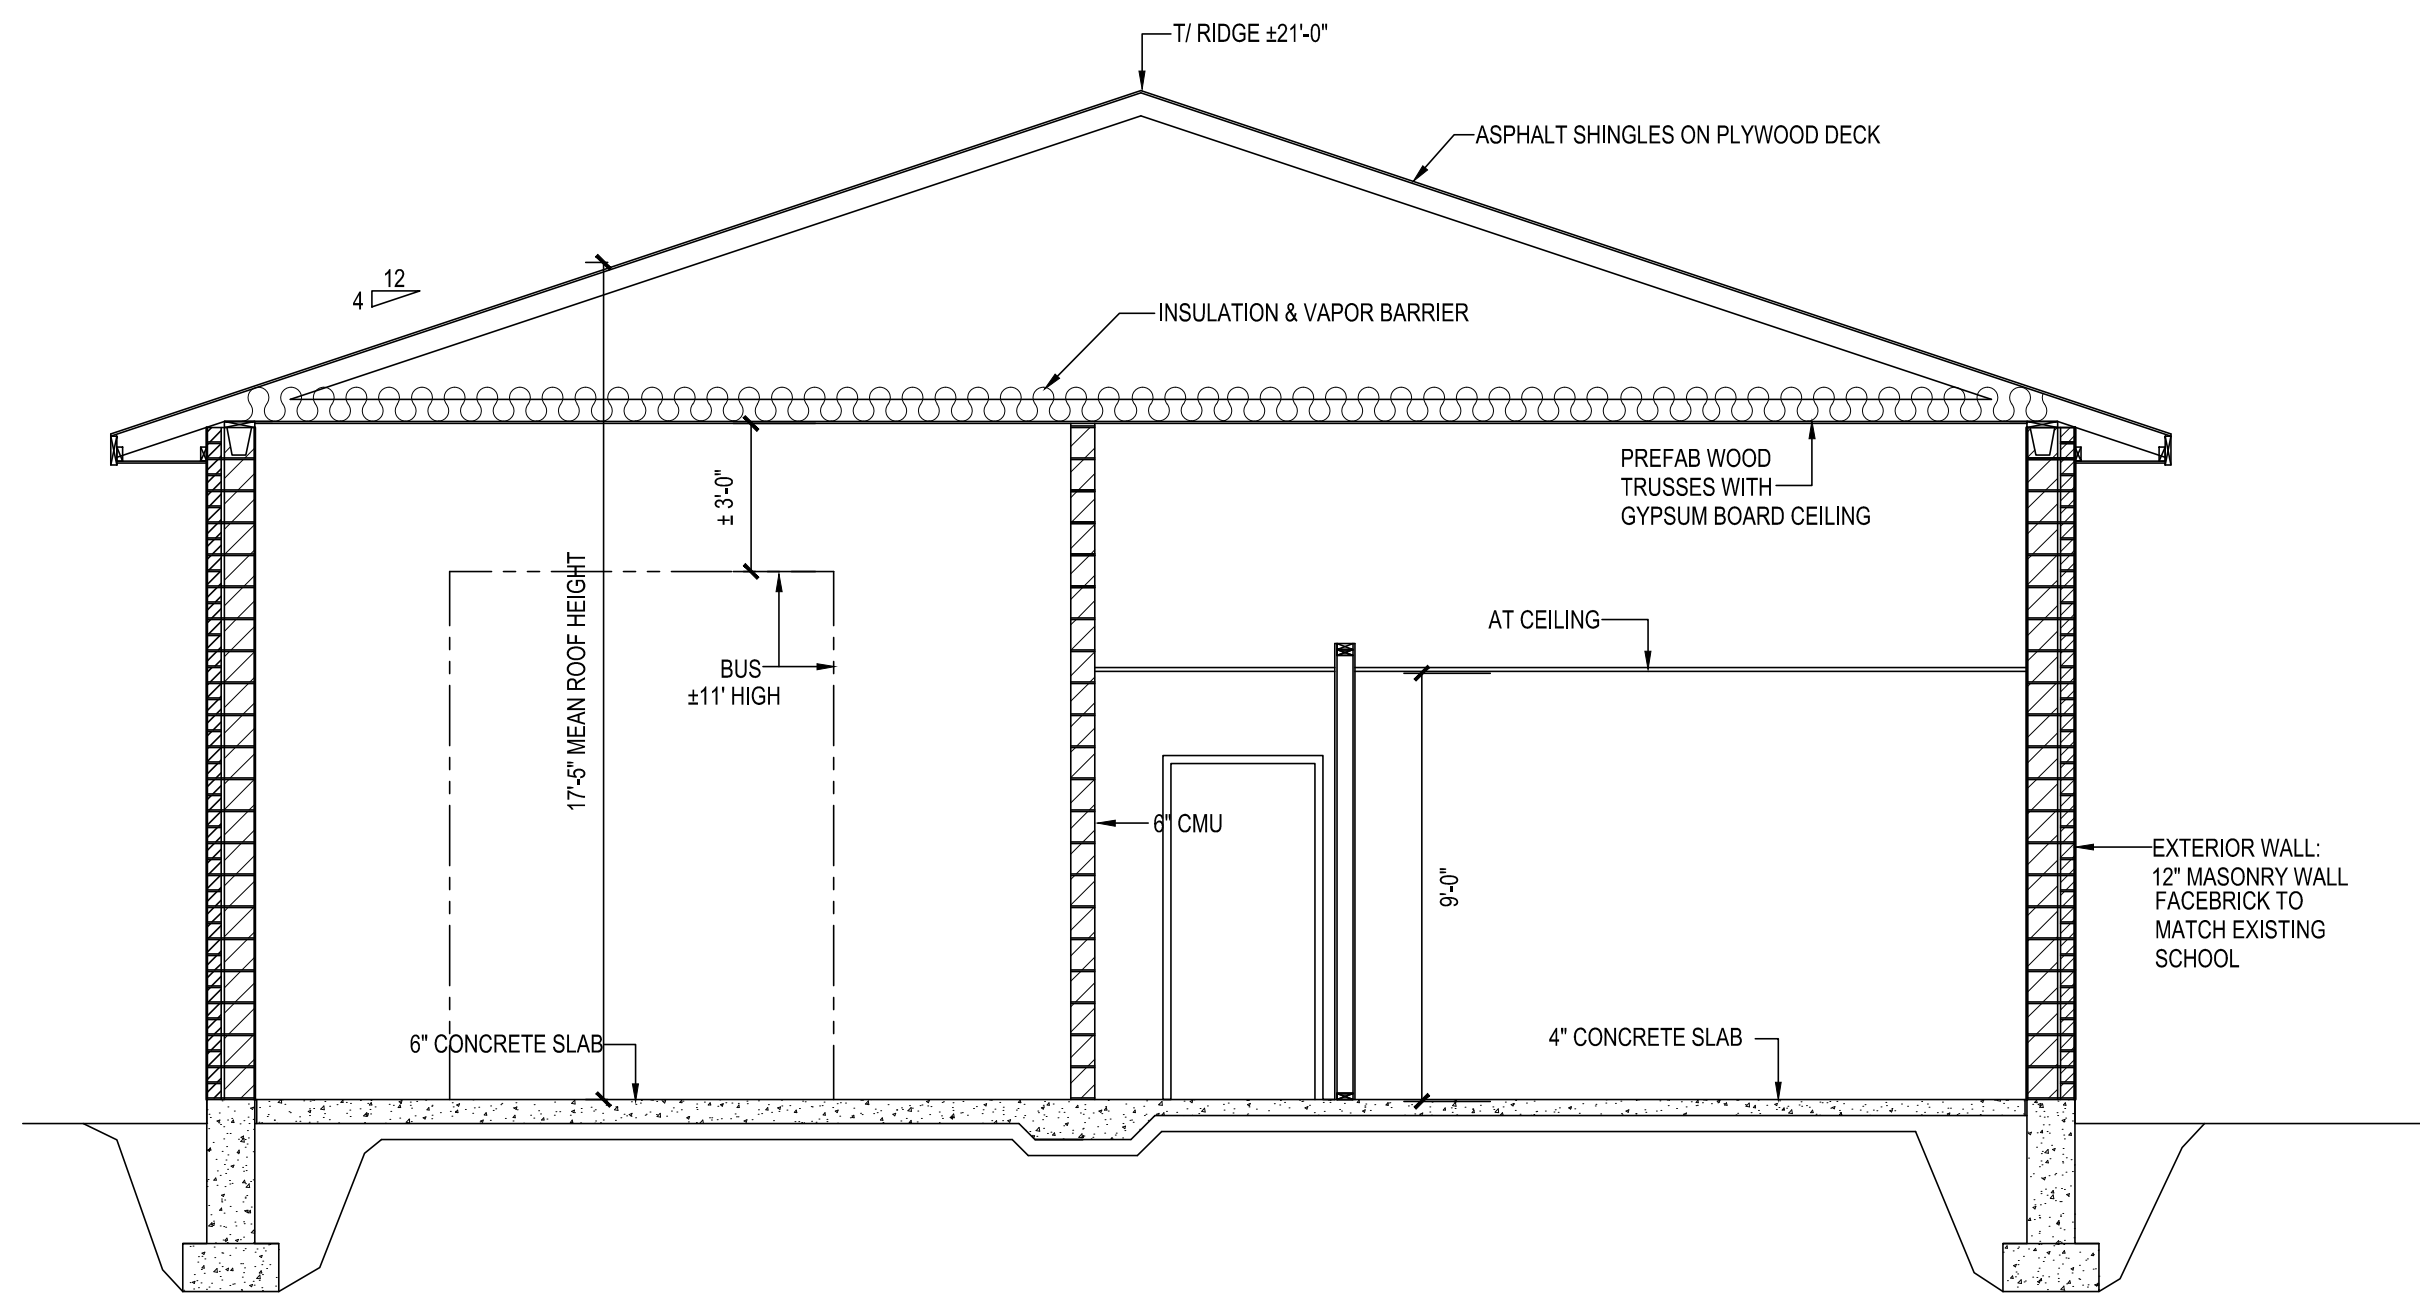 T/ RIDGE ±21'-0"
ASPHALT SHINGLES ON PLYWOOD DECK
12
4
INSULATION & VAPOR BARRIER
± 3'-0"
PREFAB WOOD
TRUSSES WITH
GYPSUM BOARD CEILING
17'-5" MEAN ROOF HEIGHT
AT CEILING
BUS
±11' HIGH
6" CMU
9'-0"
EXTERIOR WALL:
12" MASONRY WALL
FACEBRICK TO
MATCH EXISTING
SCHOOL
6" CONCRETE SLAB
4" CONCRETE SLAB